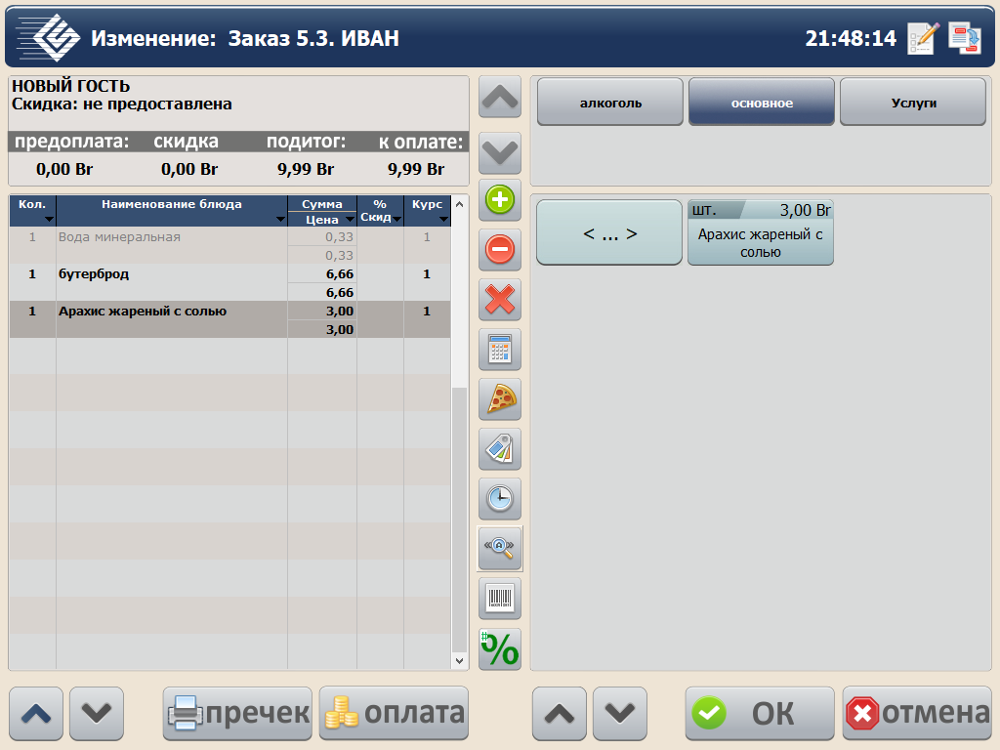 Изменение: Заказ 5.3. ИВАН
21:48:14
НОВЫЙ ГОСТЬ
Скидка: не предоставлена
предоплата: скидка подитог: к оплате:
0,00 Br 0,00 Br 9,99 Br 9,99 Br
алкоголь основное Услуги
Кол. Наименование блюда Сумма % Курс
Цена Скид
1 Вода минеральная 0,33 1
0,33
1 бутерброд 6,66 1
6,66
1 Арахис жареный с солью 3,00 1
3,00
< ... >
шт. 3,00 Br
Арахис жареный с
солью
#%
пречек оплата ОК отмена